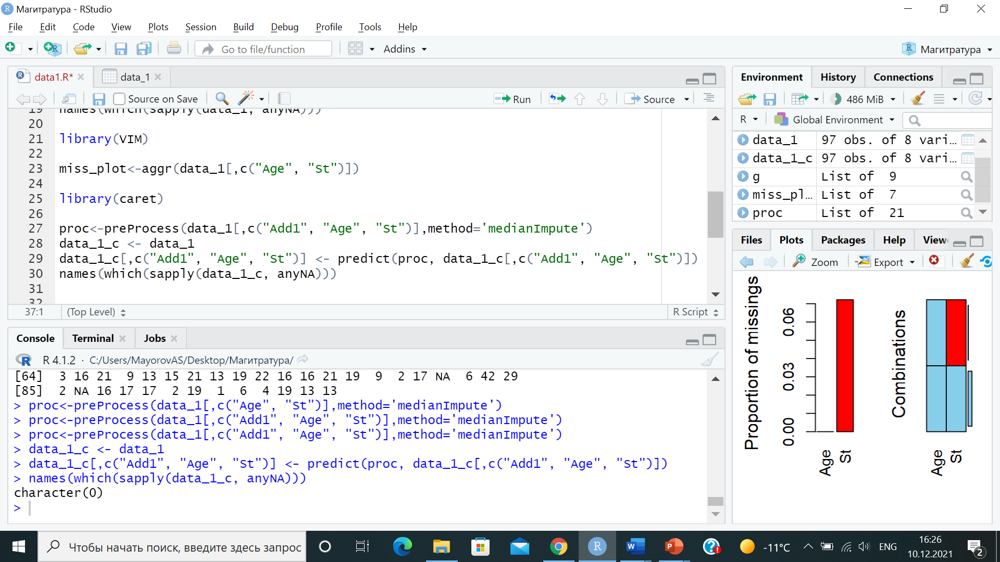 Магитратура - RStudio
File Edit Code View Plots Session Build Debug Profile Tools Help
Go to file/function Addins Магитратура
data1.R* data_1
Source on Save Run Source
19 names(which(sapply(data_1, anyNA)))
20
21 library(VIM)
22
23 miss_plot<-aggr(data_1[,c("Age", "St")])
24
25 library(caret)
26
27 proc<-preProcess(data_1[,c("Add1", "Age", "St")],method='medianImpute')
28 data_1_c <- data_1
29 data_1_c[,c("Add1", "Age", "St")] <- predict(proc, data_1_c[,c("Add1", "Age", "St")])
30 names(which(sapply(data_1_c, anyNA)))
31
32
37:1 (Top Level) R Script
Console Terminal Jobs
R 4.1.2 · C:/Users/MayorovAS/Desktop/Магитратура/
[64] 3 16 21 9 13 15 21 13 19 22 16 16 21 19 9 2 17 NA 6 42 29
[85] 2 NA 16 17 17 2 19 1 6 4 19 13 13
> proc<-preProcess(data_1[,c("Age", "St")],method='medianImpute')
> proc<-preProcess(data_1[,c("Add1", "Age", "St")],method='medianImpute')
> proc<-preProcess(data_1[,c("Add1", "Age", "St")],method='medianImpute')
> data_1_c <- data_1
> data_1_c[,c("Add1", "Age", "St")] <- predict(proc, data_1_c[,c("Add1", "Age", "St")])
> names(which(sapply(data_1_c, anyNA)))
character(0)
>
Environment History Connections
486 MiB
R Global Environment
data_1 97 obs. of 8 vari…
data_1_c 97 obs. of 8 vari…
g List of 9
miss_pl… List of 7
proc List of 21
Files Plots Packages Help View
Zoom Export
Proportion of missings
0.00 0.03 0.06
Age St
Combinations
Age St
Чтобы начать поиск, введите здесь запрос
-11°C ENG
16:26
10.12.2021
2